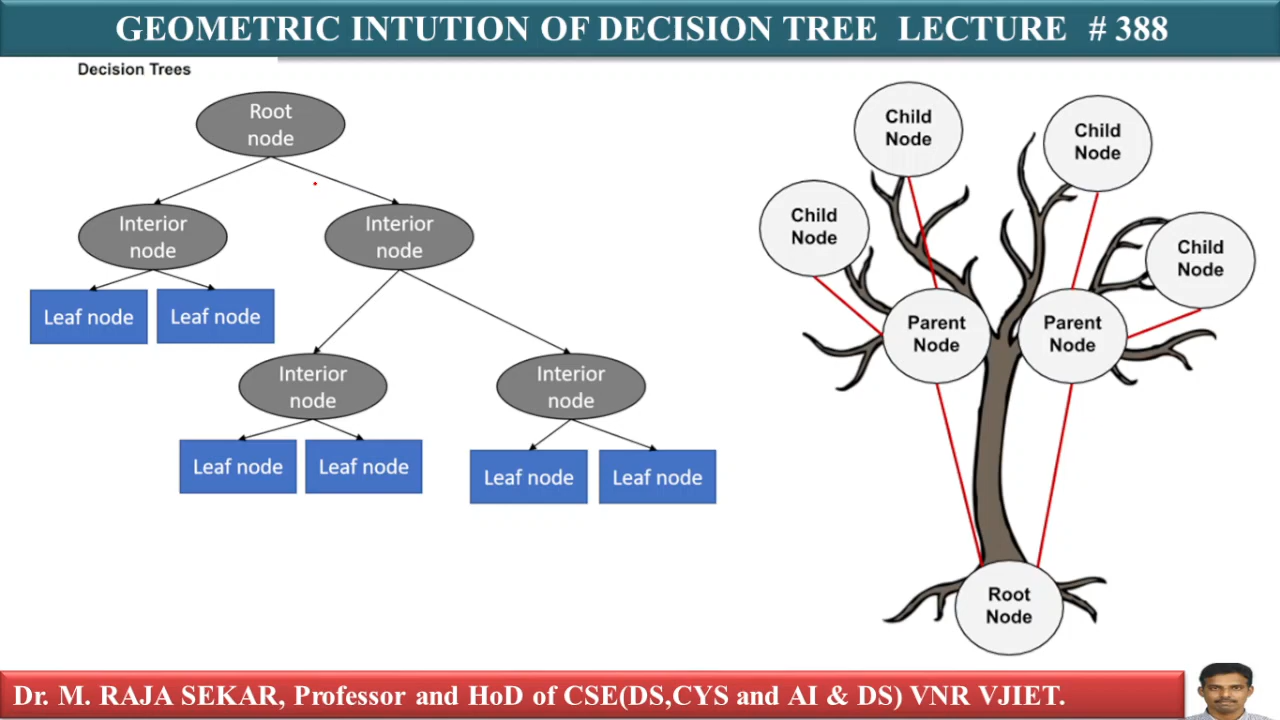 GEOMETRIC INTUTION OF DECISION TREE LECTURE # 388
Decision Trees
Root
node
Interior
node
Interior
node
Leaf node
Leaf node
Interior
node
Interior
node
Leaf node
Leaf node
Leaf node
Leaf node
Child
Node
Child
Node
Child
Node
Child
Node
Parent
Node
Parent
Node
Root
Node
Dr. M. RAJA SEKAR, Professor and HoD of CSE(DS,CYS and AI & DS) VNR VJIET.